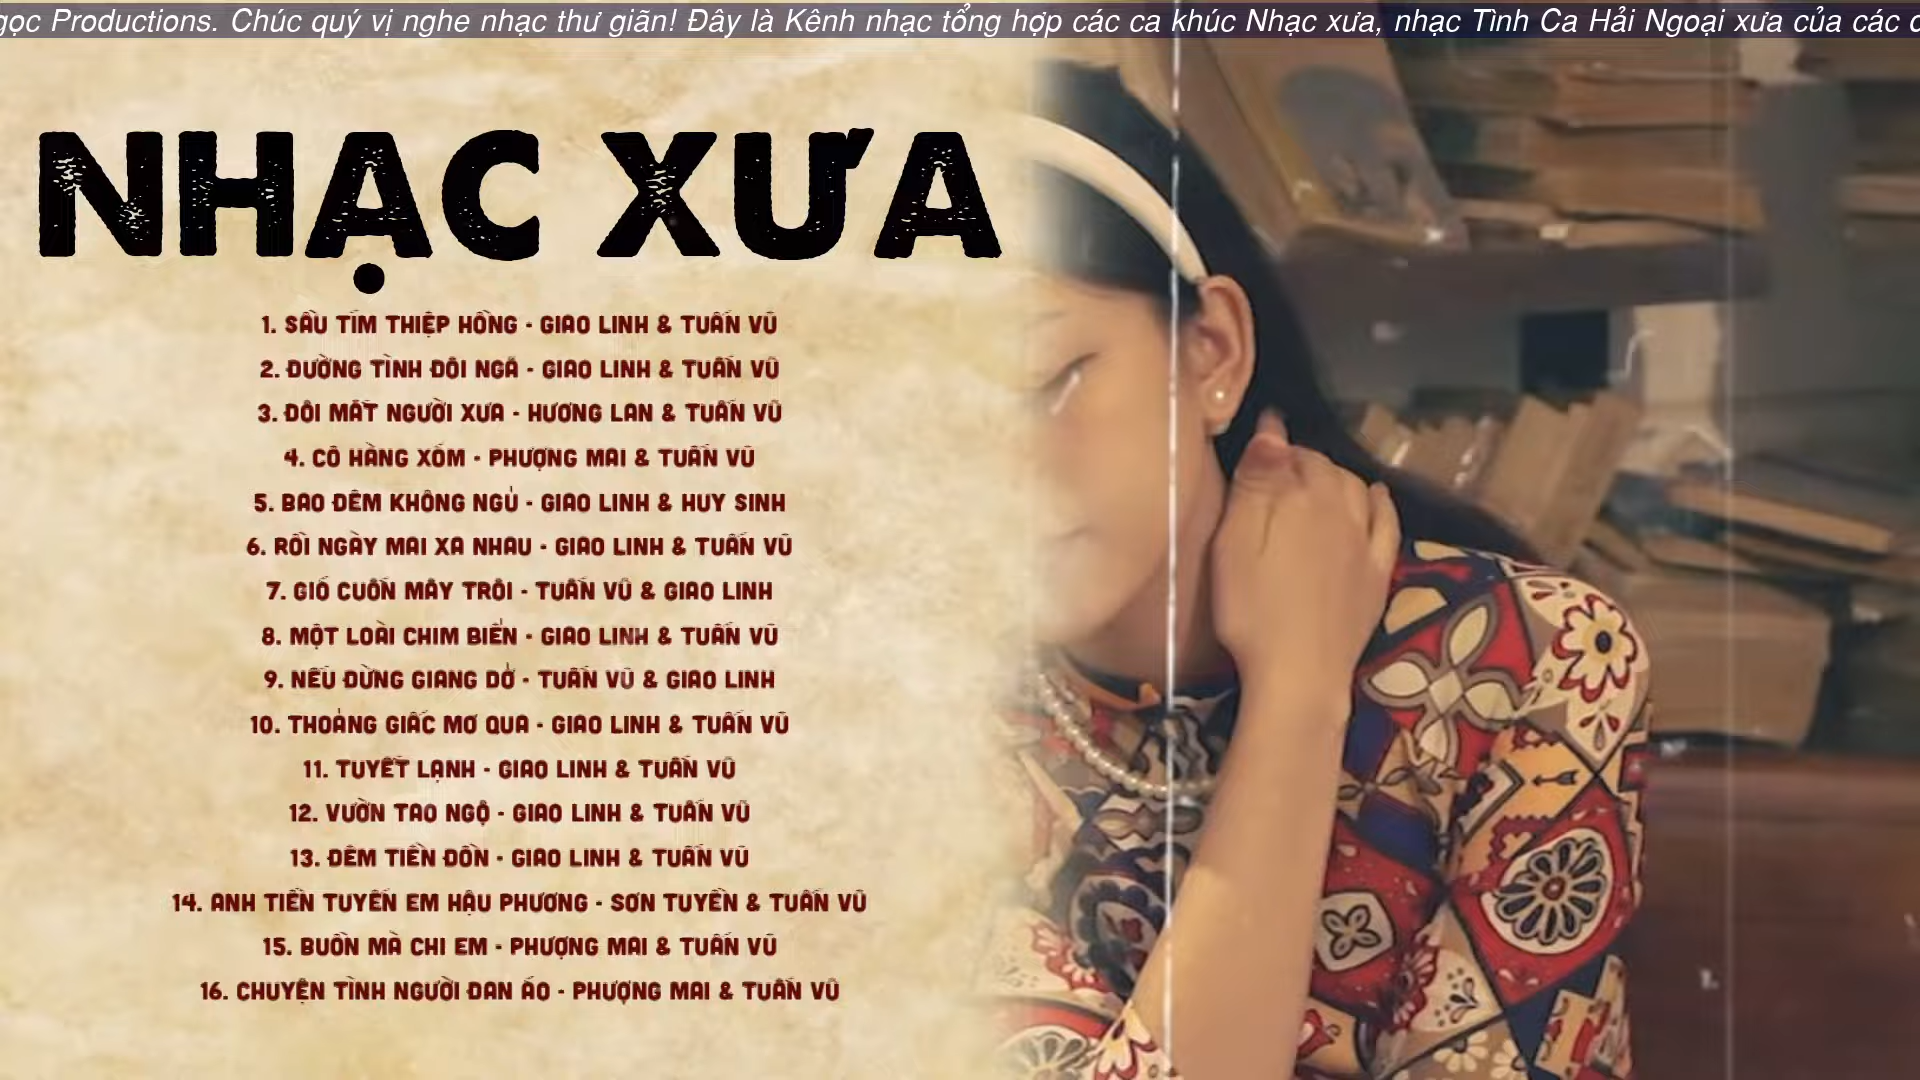 gọc Productions. Chúc quý vị nghe nhạc thư giãn! Đây là Kênh nhạc tổng hợp các ca khúc Nhạc xưa, nhạc Tình Ca Hải Ngoại xưa của các c
NHẠC XƯA
1. SẦU TÍM THIỆP HỒNG - GIAO LINH & TUẤN VŨ
2. ĐƯỜNG TÌNH ĐÔI NGÃ - GIAO LINH & TUẤN VŨ
3. ĐÔI MẮT NGƯỜI XƯA - HƯƠNG LAN & TUẤN VŨ
4. CÔ HÀNG XÓM - PHƯỢNG MAI & TUẤN VŨ
5. BAO ĐÊM KHÔNG NGỦ - GIAO LINH & HUY SINH
6. RỒI NGÀY MAI XA NHAU - GIAO LINH & TUẤN VŨ
7. GIÓ CUỐN MÂY TRÔI - TUẤN VŨ & GIAO LINH
8. MỘT LOÀI CHIM BIỂN - GIAO LINH & TUẤN VŨ
9. NẾU ĐỪNG GIANG DỞ - TUẤN VŨ & GIAO LINH
10. THOÁNG GIẤC MƠ QUA - GIAO LINH & TUẤN VŨ
11. TUYẾT LẠNH - GIAO LINH & TUẤN VŨ
12. VƯỜN TAO NGỘ - GIAO LINH & TUẤN VŨ
13. ĐÊM TIỀN ĐỒN - GIAO LINH & TUẤN VŨ
14. ANH TIỀN TUYẾN EM HẬU PHƯƠNG - SƠN TUYỀN & TUẤN VŨ
15. BUỒN MÀ CHI EM - PHƯỢNG MAI & TUẤN VŨ
16. CHUYỆN TÌNH NGƯỜI ĐAN ÁO - PHƯỢNG MAI & TUẤN VŨ